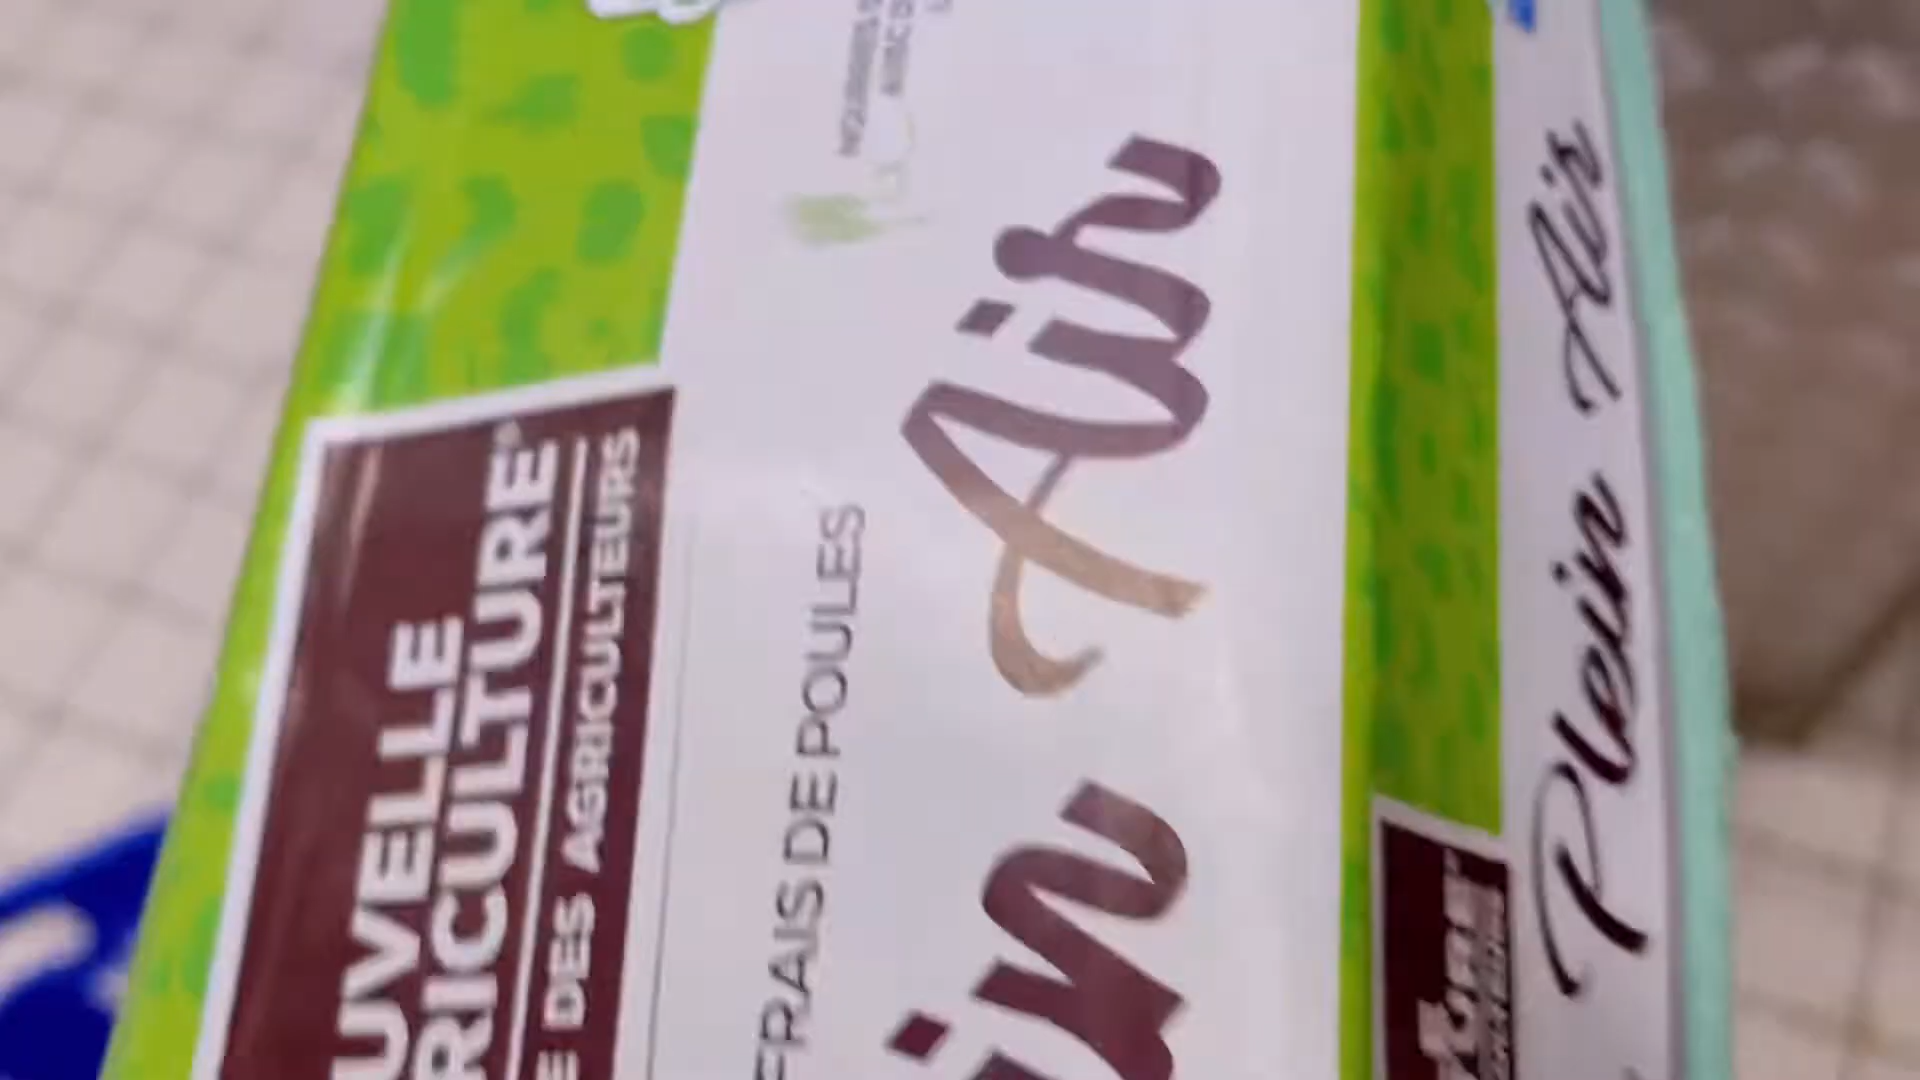 UVELLE
RICULTURE
E DES AGRICULTEURS
FRAIS DE POULES
in Air
Plein Air